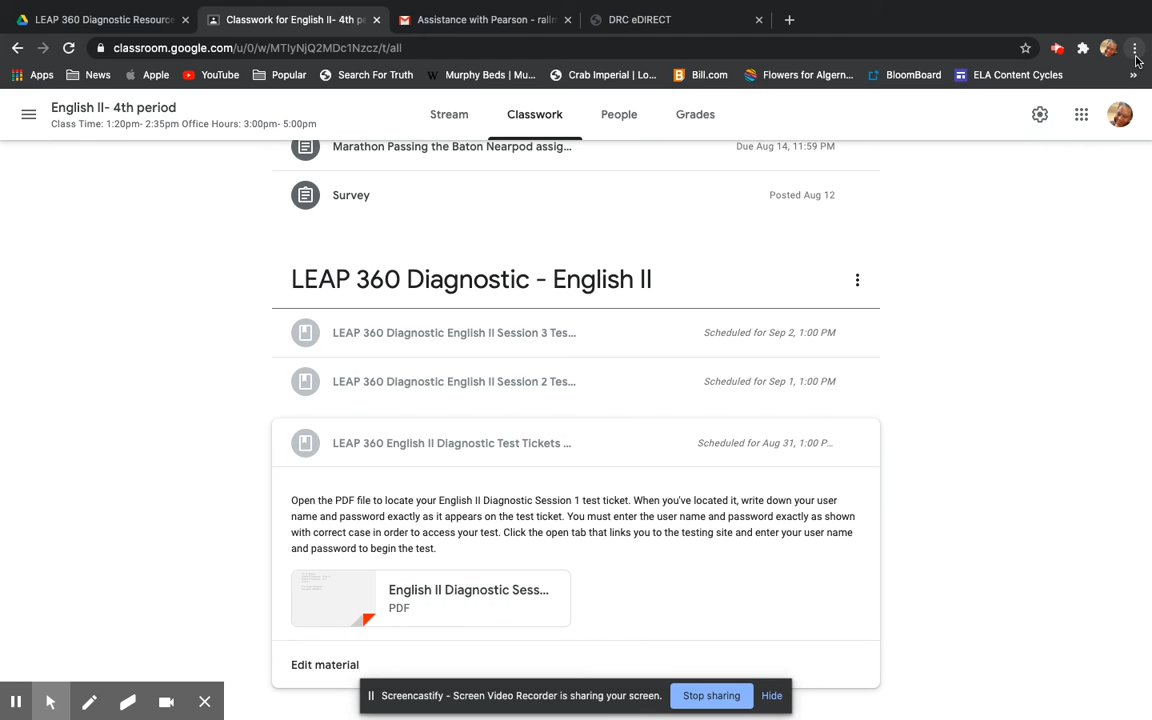 LEAP 360 Diagnostic Resource
Classwork for English II- 4th pe
Assistance with Pearson - rallm
DRC eDIRECT
classroom.google.com/u/0/w/MTIyNjQ2MDc1Nzcz/t/all
Apps News Apple YouTube Popular Search For Truth Murphy Beds | Mu... Crab Imperial | Lo... Bill.com Flowers for Algern... BloomBoard ELA Content Cycles »
English II- 4th period
Class Time: 1:20pm- 2:35pm Office Hours: 3:00pm- 5:00pm
Stream Classwork People Grades
Marathon Passing the Baton Nearpod assig... Due Aug 14, 11:59 PM
Survey Posted Aug 12
LEAP 360 Diagnostic - English II
LEAP 360 Diagnostic English II Session 3 Tes... Scheduled for Sep 2, 1:00 PM
LEAP 360 Diagnostic English II Session 2 Tes... Scheduled for Sep 1, 1:00 PM
LEAP 360 English II Diagnostic Test Tickets ... Scheduled for Aug 31, 1:00 P...
Open the PDF file to locate your English II Diagnostic Session 1 test ticket. When you've located it, write down your user
name and password exactly as it appears on the test ticket. You must enter the user name and password exactly as shown
with correct case in order to access your test. Click the open tab that links you to the testing site and enter your user name
and password to begin the test.
English II Diagnostic Sess...
PDF
Edit material
Screencastify - Screen Video Recorder is sharing your screen. Stop sharing Hide